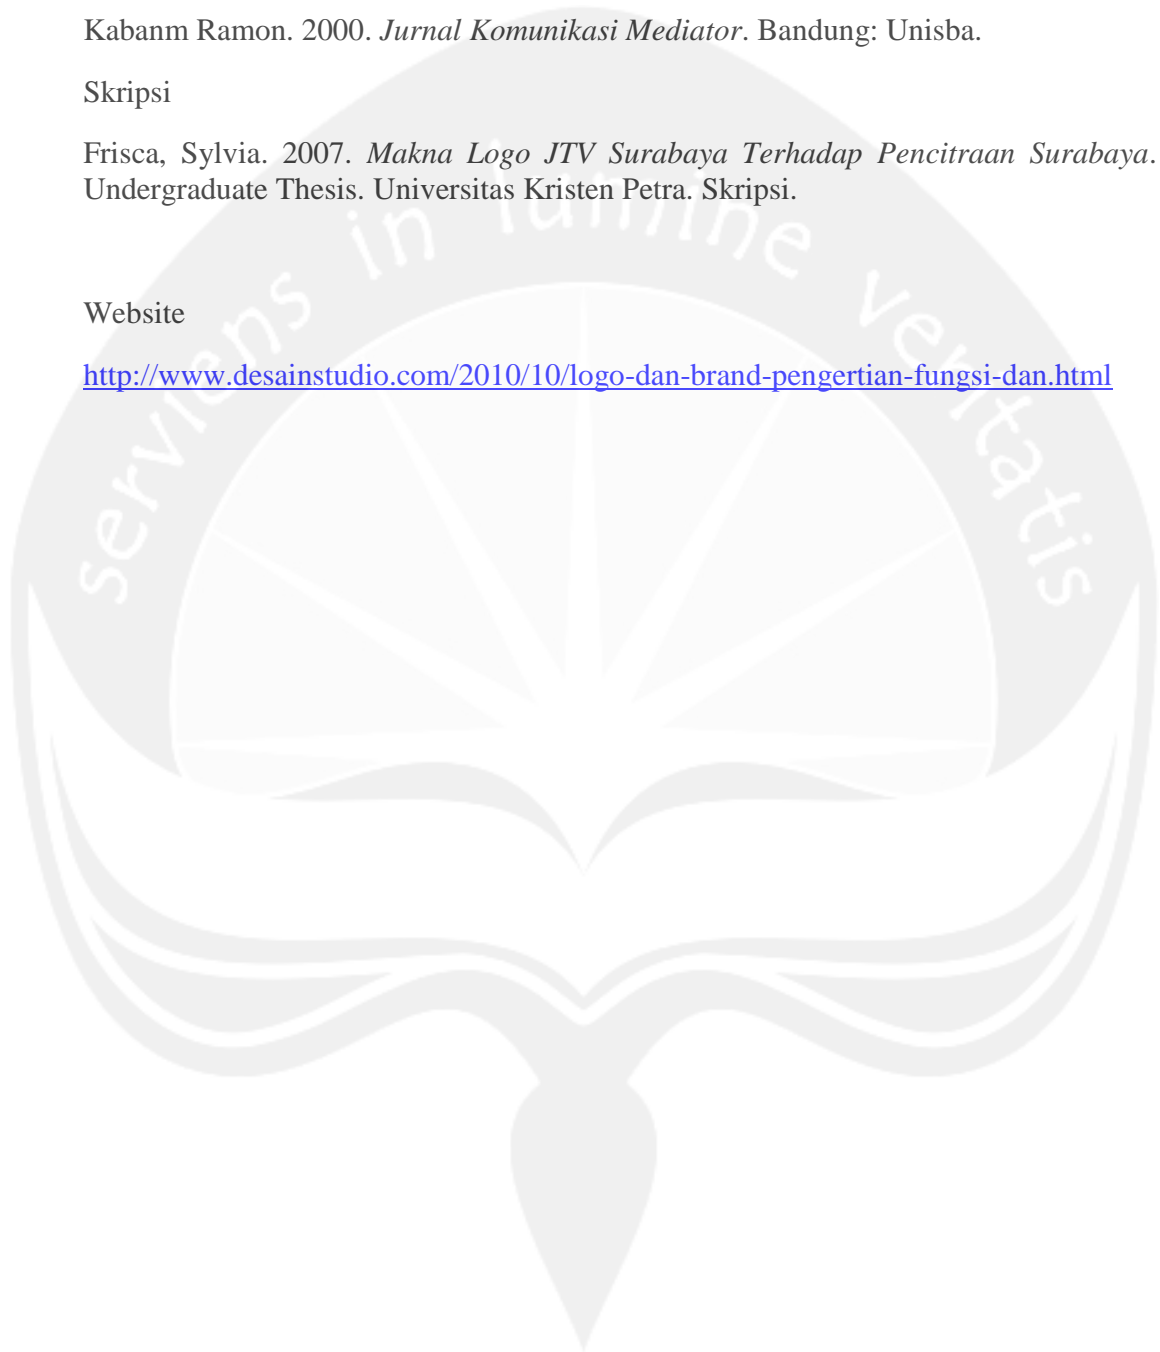 Kabanm Ramon. 2000. Jurnal Komunikasi Mediator. Bandung: Unisba.
Skripsi
Frisca, Sylvia. 2007. Makna Logo JTV Surabaya Terhadap Pencitraan Surabaya.
Undergraduate Thesis. Universitas Kristen Petra. Skripsi.
serviens in lumine veritatis
Website
http://www.desainstudio.com/2010/10/logo-dan-brand-pengertian-fungsi-dan.html